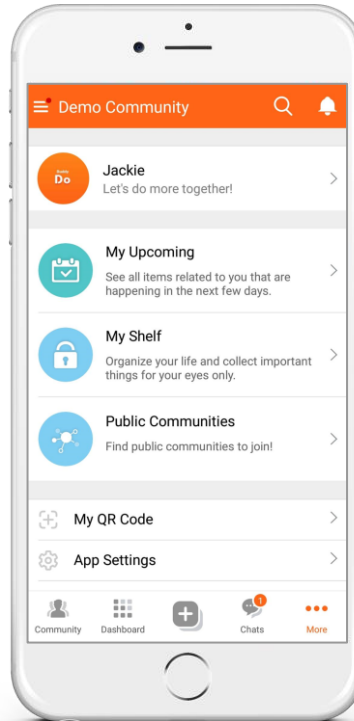 Demo Community
Do
Jackie
Let's do more together!
My Upcoming
See all items related to you that are
happening in the next few days.
My Shelf
Organize your life and collect important
things for your eyes only.
Public Communities
Find public communities to join!
My QR Code
App Settings
1
Community Dashboard Chats More